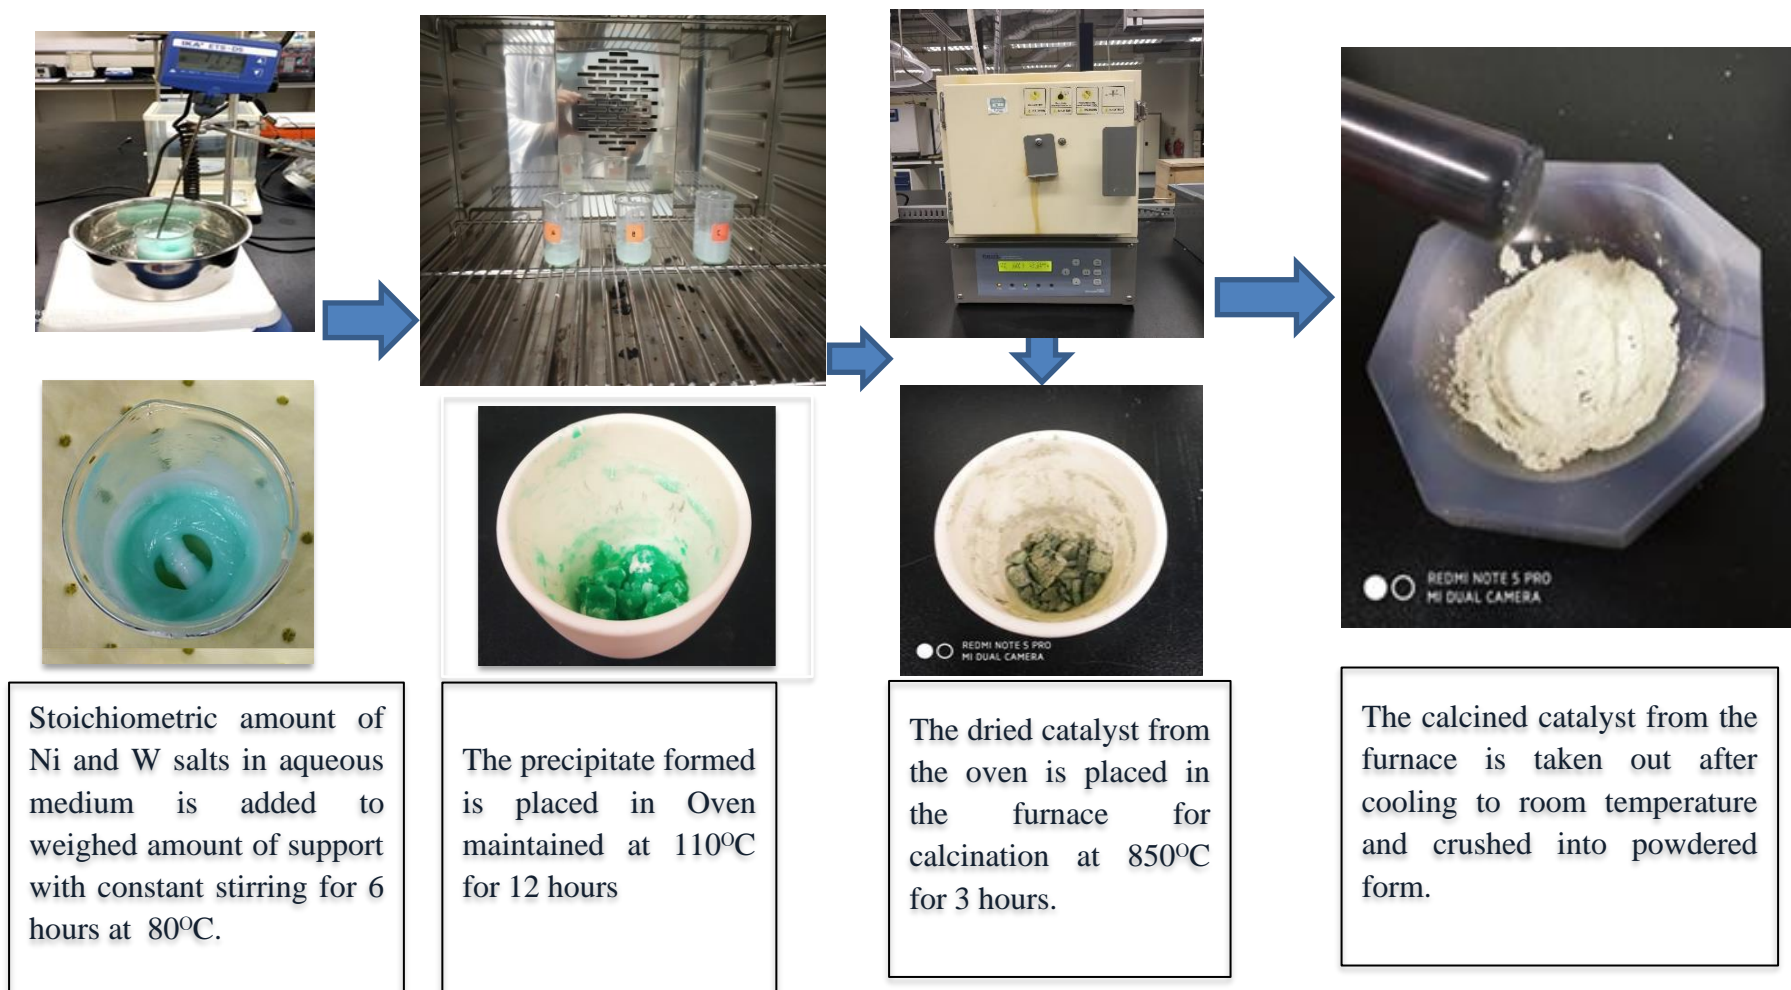 IKA® ETS-D5
REDMI NOTE 5 PRO
MI DUAL CAMERA
REDMI NOTE 5 PRO
MI DUAL CAMERA
Stoichiometric amount of
Ni and W salts in aqueous
medium is added to
weighed amount of support
with constant stirring for 6
hours at 80⁰C.
The precipitate formed
is placed in Oven
maintained at 110⁰C
for 12 hours
The dried catalyst from
the oven is placed in
the furnace for
calcination at 850⁰C
for 3 hours.
The calcined catalyst from the
furnace is taken out after
cooling to room temperature
and crushed into powdered
form.